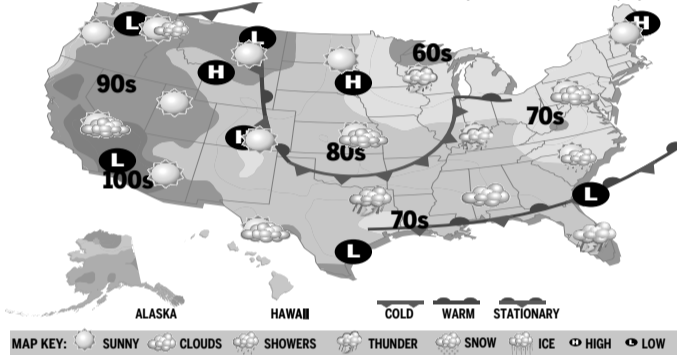 L
L
H
60s
H
H
90s
70s
H
80s
L
100s
L
70s
L
ALASKA
HAWAII
COLD
WARM
STATIONARY
MAP KEY: SUNNY CLOUDS SHOWERS THUNDER SNOW ICE H HIGH L LOW